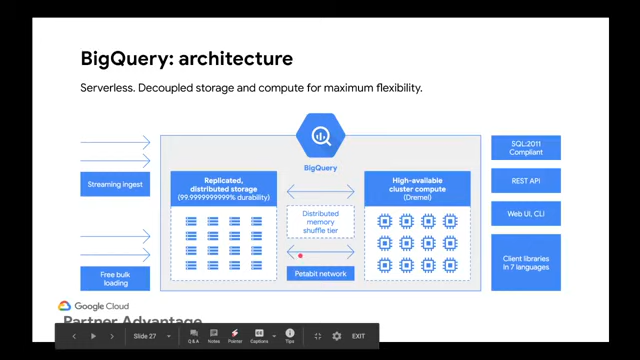 BigQuery: architecture
Serverless. Decoupled storage and compute for maximum flexibility.
BigQuery
Streaming ingest
Free bulk
loading
Replicated,
distributed storage
(99.9999999999% durability)
Distributed
memory
shuffle tier
Petabit network
High-available
cluster compute
(Dremel)
SQL:2011
Compliant
REST API
Web UI, CLI
Client libraries
in 7 languages
Google Cloud
Partner Advantage
Slide 27
Q & A
Notes
Pointer
Captions
Tips
EXIT